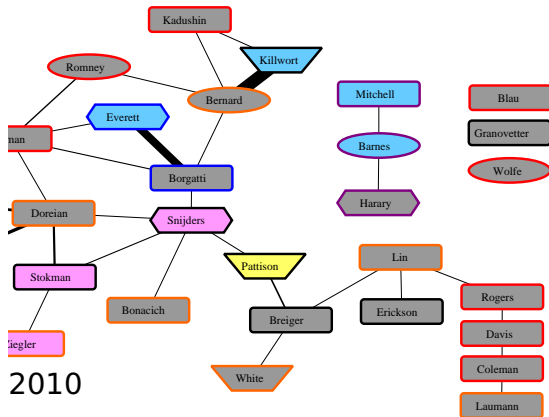 Kadushin
Killwort
Romney
Bernard
Mitchell
Blau
Everett
Granovetter
man
Barnes
Wolfe
Borgatti
Harary
Doreian
Snijders
Pattison
Lin
Stokman
Rogers
Bonacich
Breiger
Erickson
Davis
Ziegler
Coleman
White
2010
Laumann